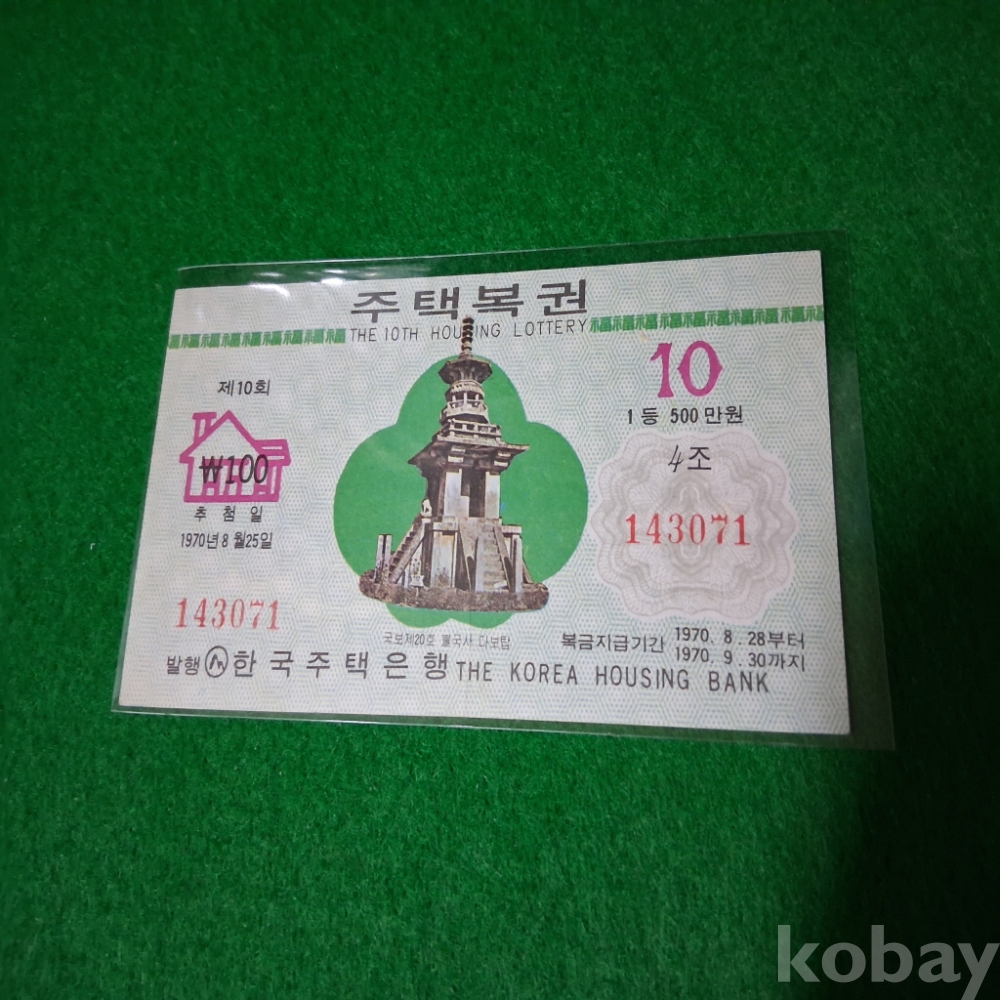 주택복권
THE 10TH HOUSING LOTTERY
제10회
10
1등 500만원
₩100
4조
추첨일
1970년 8월 25일
143071
143071
국보제20호 불국사 다보탑
복금지급기간 1970. 8. 28부터
1970. 9. 30까지
발행 한국주택은행 THE KOREA HOUSING BANK
kobay